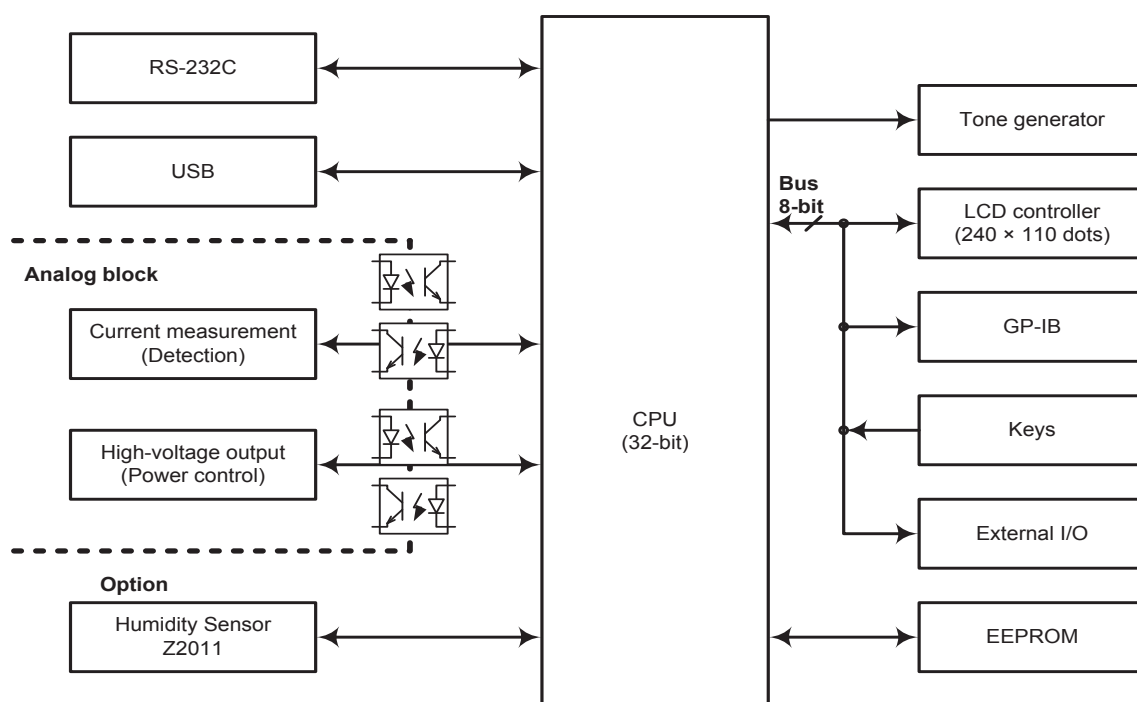 RS-232C
USB
Analog block
Current measurement
(Detection)
High-voltage output
(Power control)
Option
Humidity Sensor
Z2011
CPU
(32-bit)
Bus
8-bit
Tone generator
LCD controller
(240 × 110 dots)
GP-IB
Keys
External I/O
EEPROM